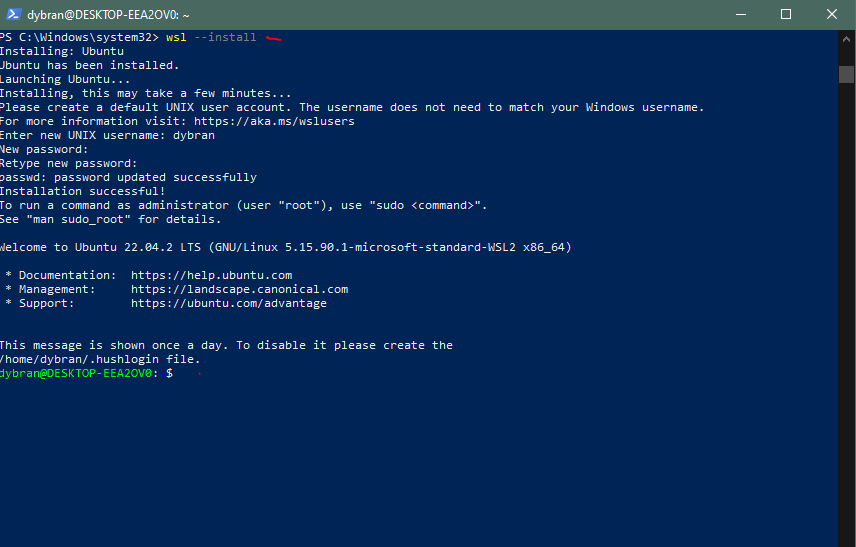 dybran@DESKTOP-EEA2OV0: ~
PS C:\Windows\system32> wsl --install
Installing: Ubuntu
Ubuntu has been installed.
Launching Ubuntu...
Installing, this may take a few minutes...
Please create a default UNIX user account. The username does not need to match your Windows username.
For more information visit: https://aka.ms/wslusers
Enter new UNIX username: dybran
New password:
Retype new password:
passwd: password updated successfully
Installation successful!
To run a command as administrator (user "root"), use "sudo <command>".
See "man sudo_root" for details.
Welcome to Ubuntu 22.04.2 LTS (GNU/Linux 5.15.90.1-microsoft-standard-WSL2 x86_64)
* Documentation: https://help.ubuntu.com
* Management: https://landscape.canonical.com
* Support: https://ubuntu.com/advantage
This message is shown once a day. To disable it please create the
/home/dybran/.hushlogin file.
dybran@DESKTOP-EEA2OV0: $